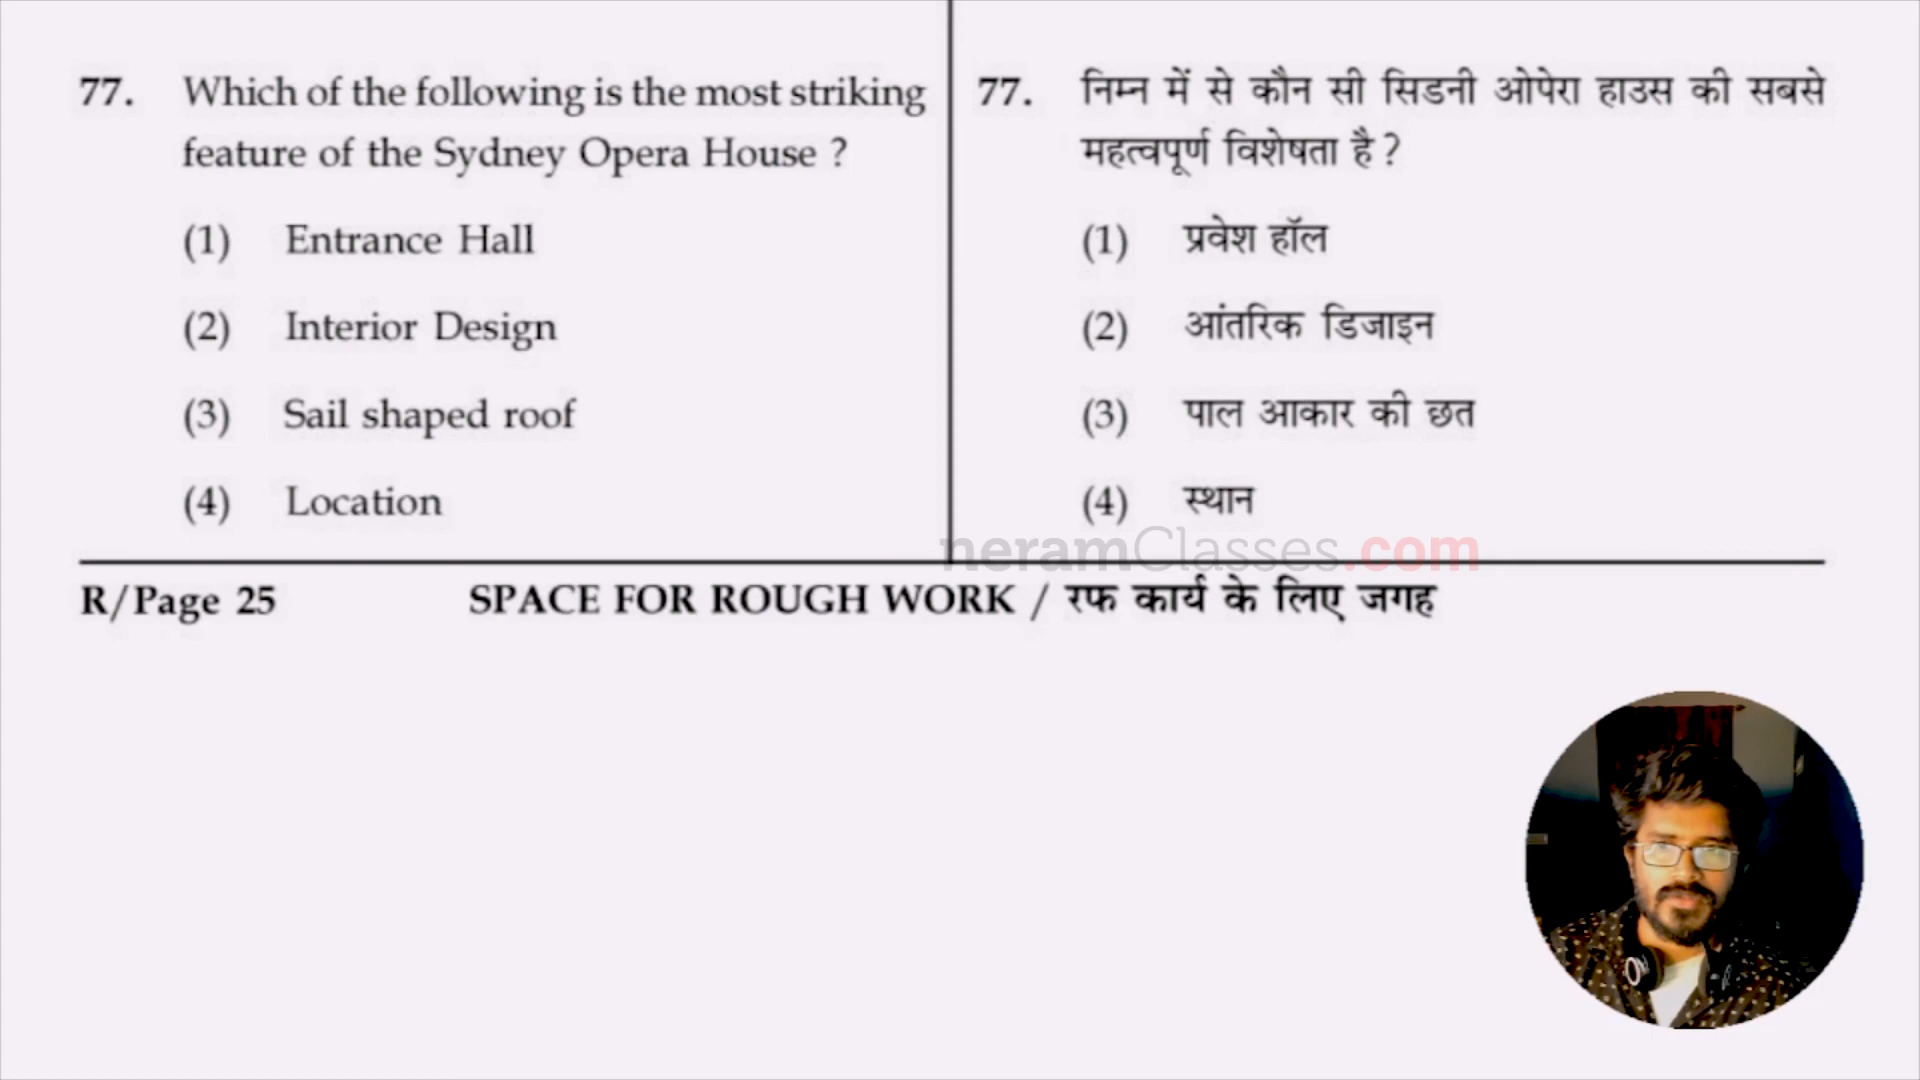 77. Which of the following is the most striking
feature of the Sydney Opera House ?
(1) Entrance Hall
(2) Interior Design
(3) Sail shaped roof
(4) Location
77. निम्न में से कौन सी सिडनी ओपेरा हाउस की सबसे
महत्वपूर्ण विशेषता है ?
(1) प्रवेश हॉल
(2) आंतरिक डिजाइन
(3) पाल आकार की छत
(4) स्थान
neramClasses.com
R/Page 25 SPACE FOR ROUGH WORK / रफ कार्य के लिए जगह